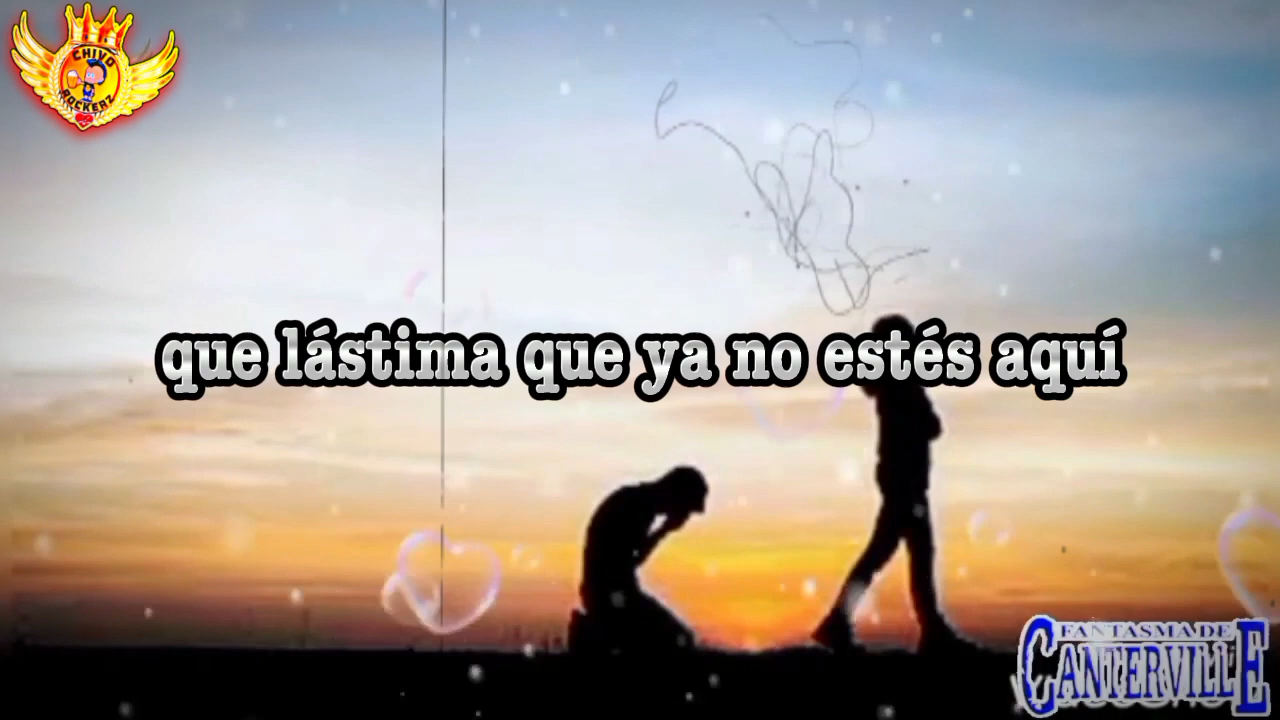 CHIVO
ROCKERZ
que lástima que ya no estés aquí
FANTASMA DE
CANTERVILLE